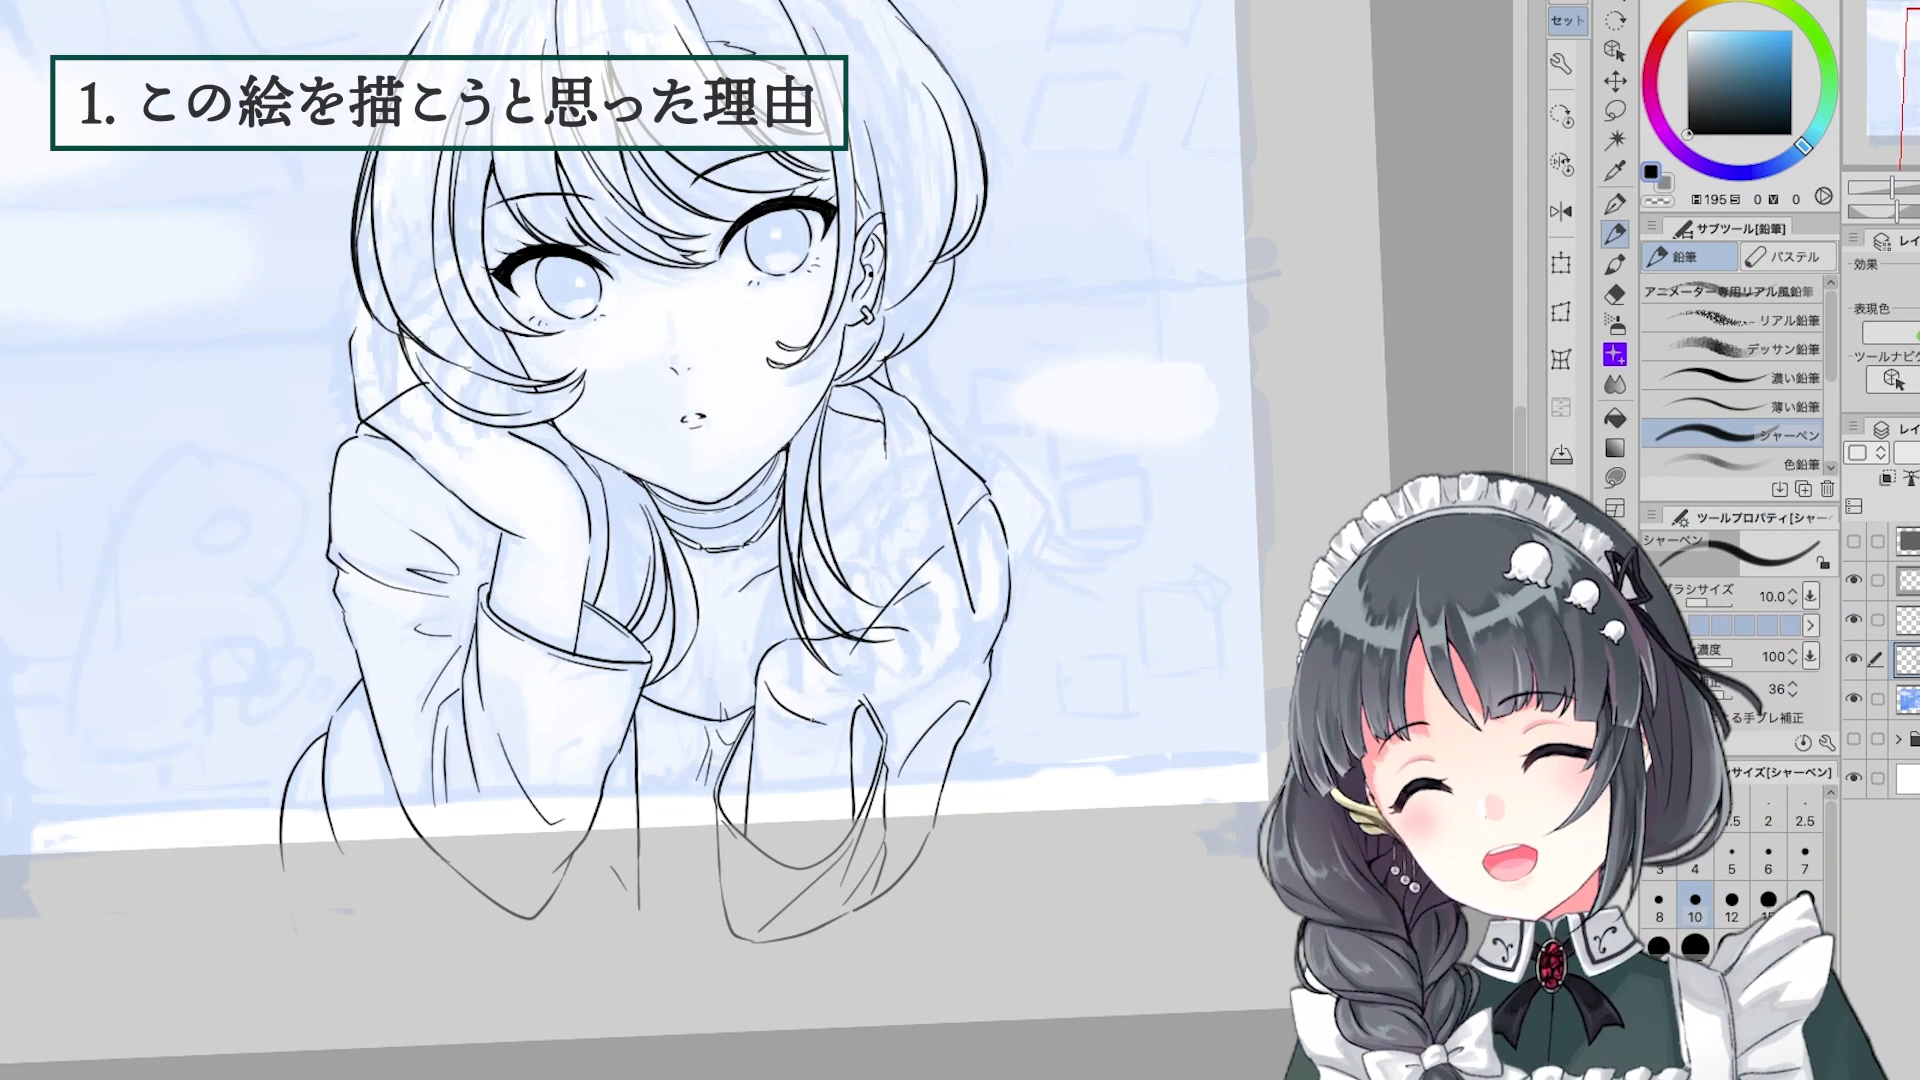 1. この絵を描こうと思った理由
セット
H 195 S 0 V 0
サブツール[鉛筆]
鉛筆
パステル
アニメーター専用リアル風鉛筆
リアル鉛筆
デッサン鉛筆
濃い鉛筆
薄い鉛筆
シャーペン
色鉛筆
ツールプロパティ[シャー
シャーペン
ブラシサイズ 10.0
濃度 100
36
る手ブレ補正
サイズ[シャーペン]
.5 2 2.5
3 4 5 6 7
8 10 12
レイ
効果
表現色
ツールナビゲ
レイ